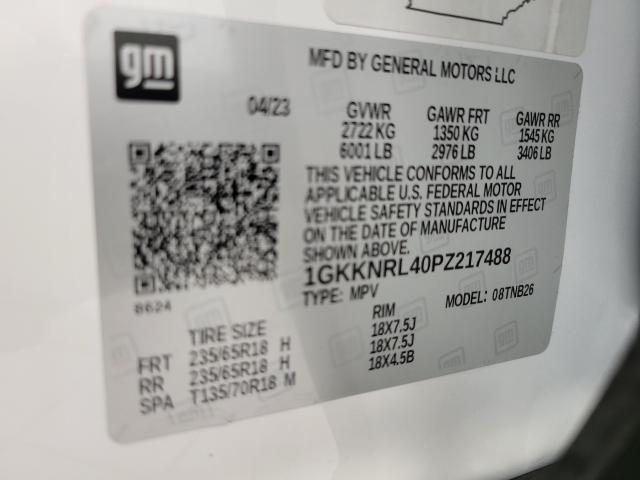 gm
MFD BY GENERAL MOTORS LLC
04/23 GVWR GAWR FRT GAWR RR
2722 KG 1350 KG 1545 KG
6001 LB 2976 LB 3406 LB
THIS VEHICLE CONFORMS TO ALL
APPLICABLE U.S. FEDERAL MOTOR
VEHICLE SAFETY STANDARDS IN EFFECT
ON THE DATE OF MANUFACTURE
SHOWN ABOVE.
1GKKNRL40PZ217488
8624 TYPE: MPV MODEL: 08TNB26
TIRE SIZE RIM
FRT 235/65R18 H 18X7.5J
RR 235/65R18 H 18X7.5J
SPA T135/70R18 M 18X4.5B